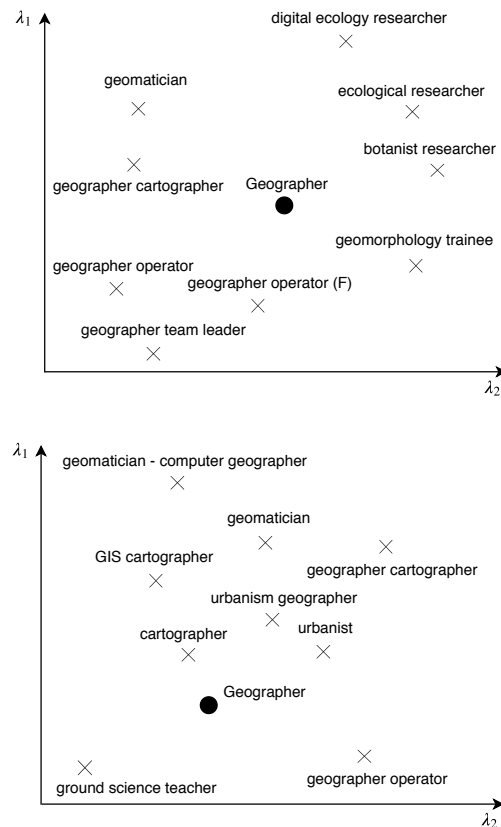 λ1
digital ecology researcher
geomatician
ecological researcher
botanist researcher
geographer cartographer
Geographer
geomorphology trainee
geographer operator
geographer operator (F)
geographer team leader
λ2
λ1
geomatician - computer geographer
geomatician
GIS cartographer
geographer cartographer
urbanism geographer
cartographer
urbanist
Geographer
ground science teacher
geographer operator
λ2